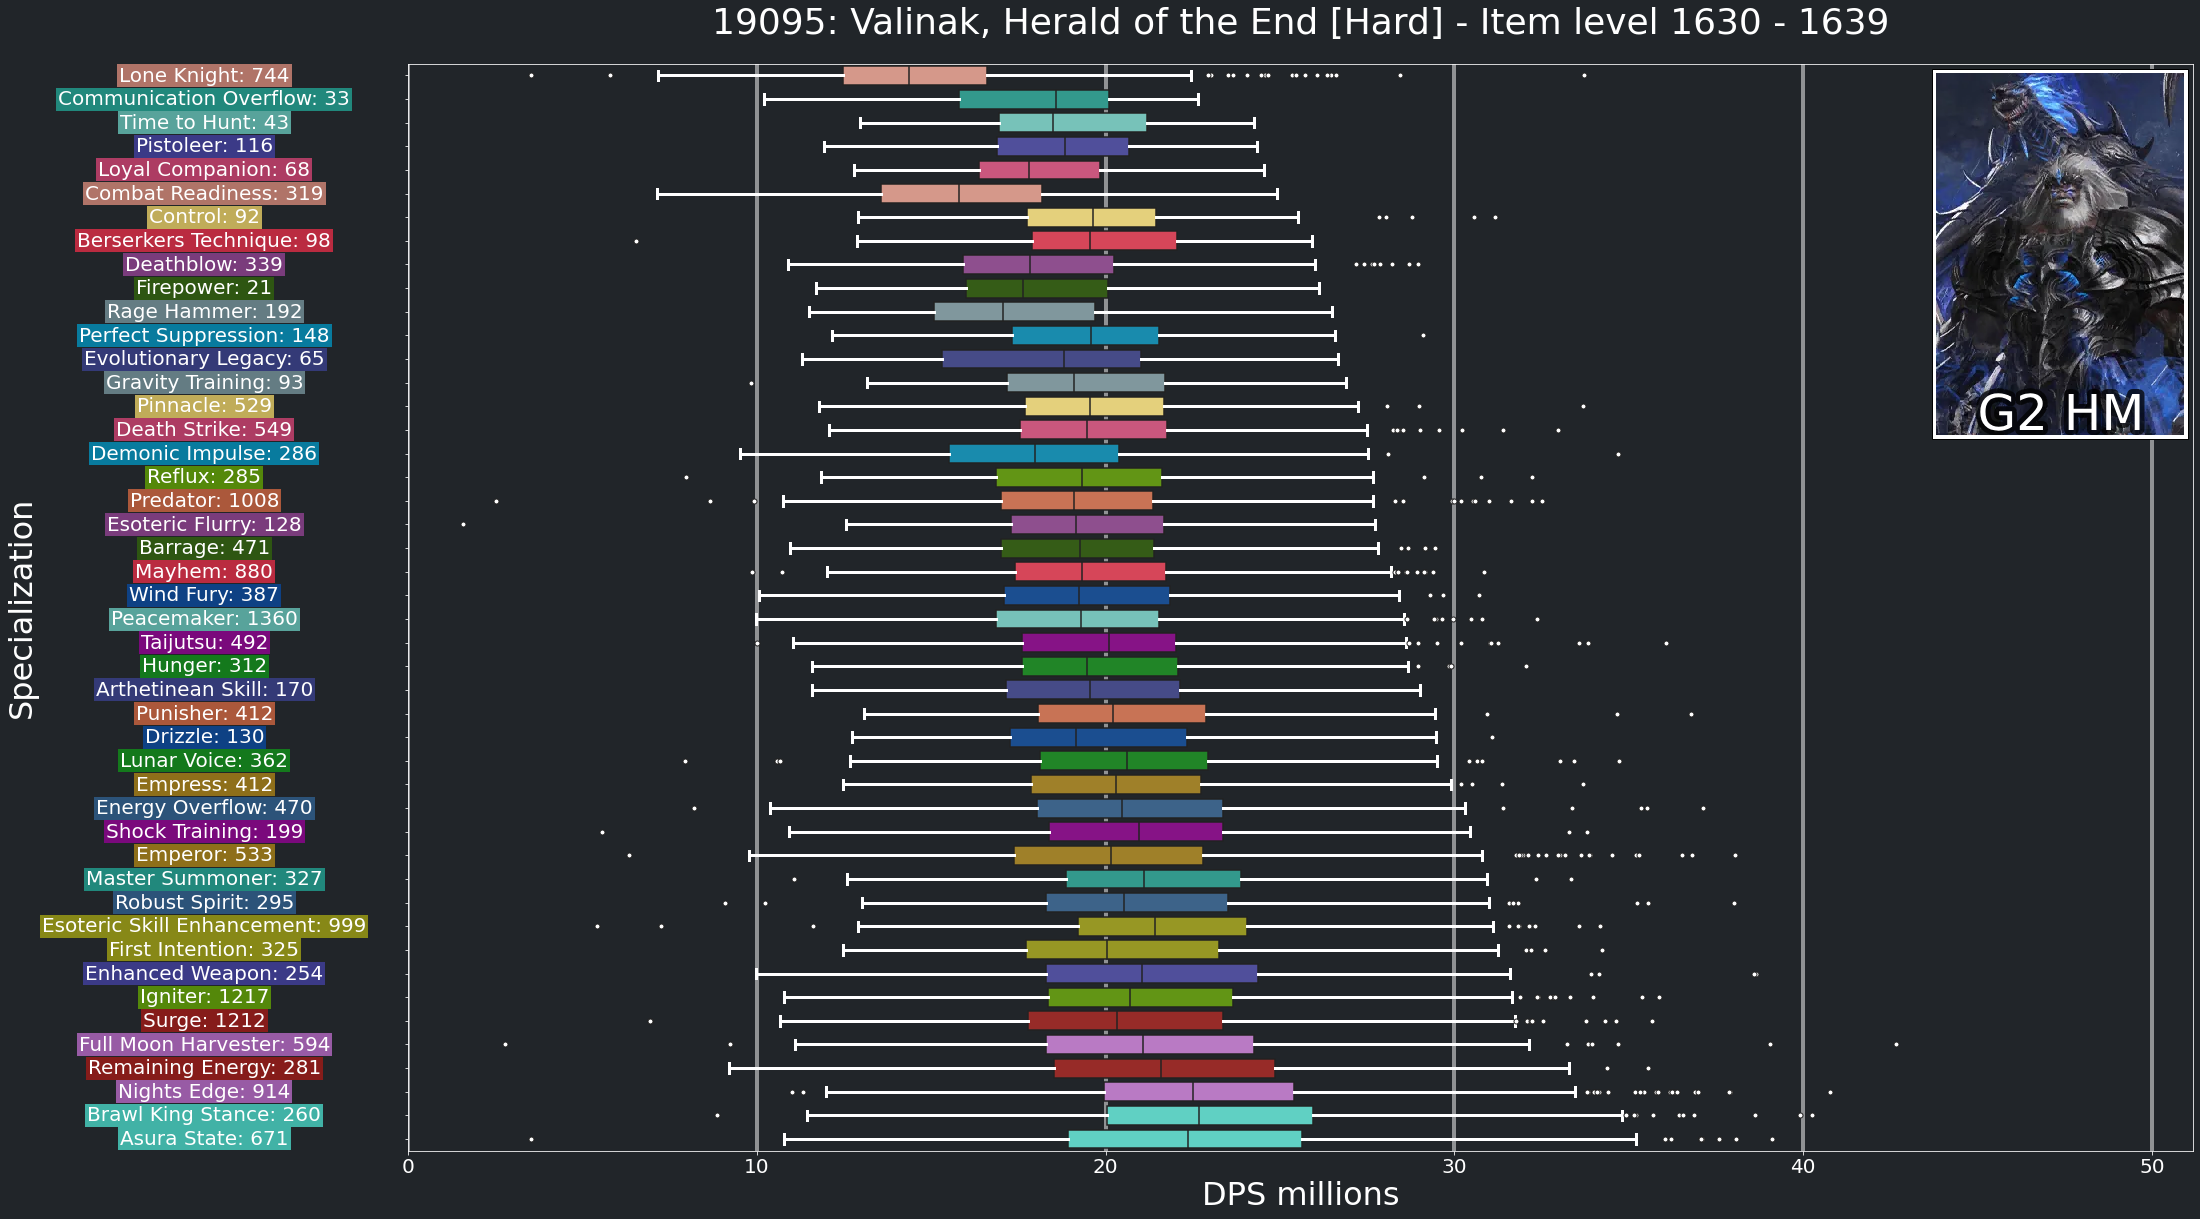 19095: Valinak, Herald of the End [Hard] - Item level 1630 - 1639
Lone Knight: 744
Communication Overflow: 33
Time to Hunt: 43
Pistoleer: 116
Loyal Companion: 68
Combat Readiness: 319
Control: 92
Berserkers Technique: 98
Deathblow: 339
Firepower: 21
Rage Hammer: 192
Perfect Suppression: 148
Evolutionary Legacy: 65
Gravity Training: 93
Pinnacle: 529
Death Strike: 549
Demonic Impulse: 286
Reflux: 285
Predator: 1008
Esoteric Flurry: 128
Barrage: 471
Mayhem: 880
Wind Fury: 387
Peacemaker: 1360
Taijutsu: 492
Hunger: 312
Arthetinean Skill: 170
Punisher: 412
Drizzle: 130
Lunar Voice: 362
Empress: 412
Energy Overflow: 470
Shock Training: 199
Emperor: 533
Master Summoner: 327
Robust Spirit: 295
Esoteric Skill Enhancement: 999
First Intention: 325
Enhanced Weapon: 254
Igniter: 1217
Surge: 1212
Full Moon Harvester: 594
Remaining Energy: 281
Nights Edge: 914
Brawl King Stance: 260
Asura State: 671
Specialization
G2 HM
0 10 20 30 40 50
DPS millions